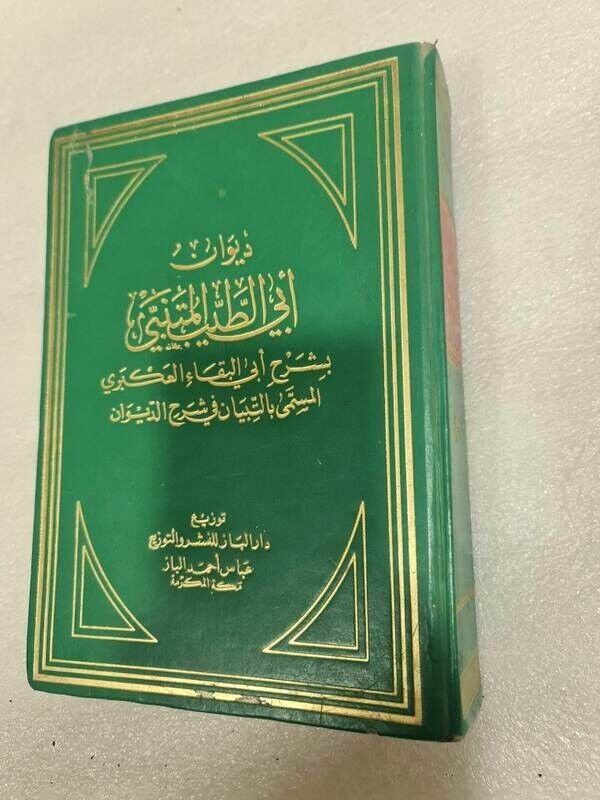 ديوان
أبي الطيب المتنبي
بشرح أبي البقاء العكبري
المسمى بالتبيان في شرح الديوان
توزيع
دار الباز للنشر والتوزيع
عباس أحمد الباز
مكة المكرمة